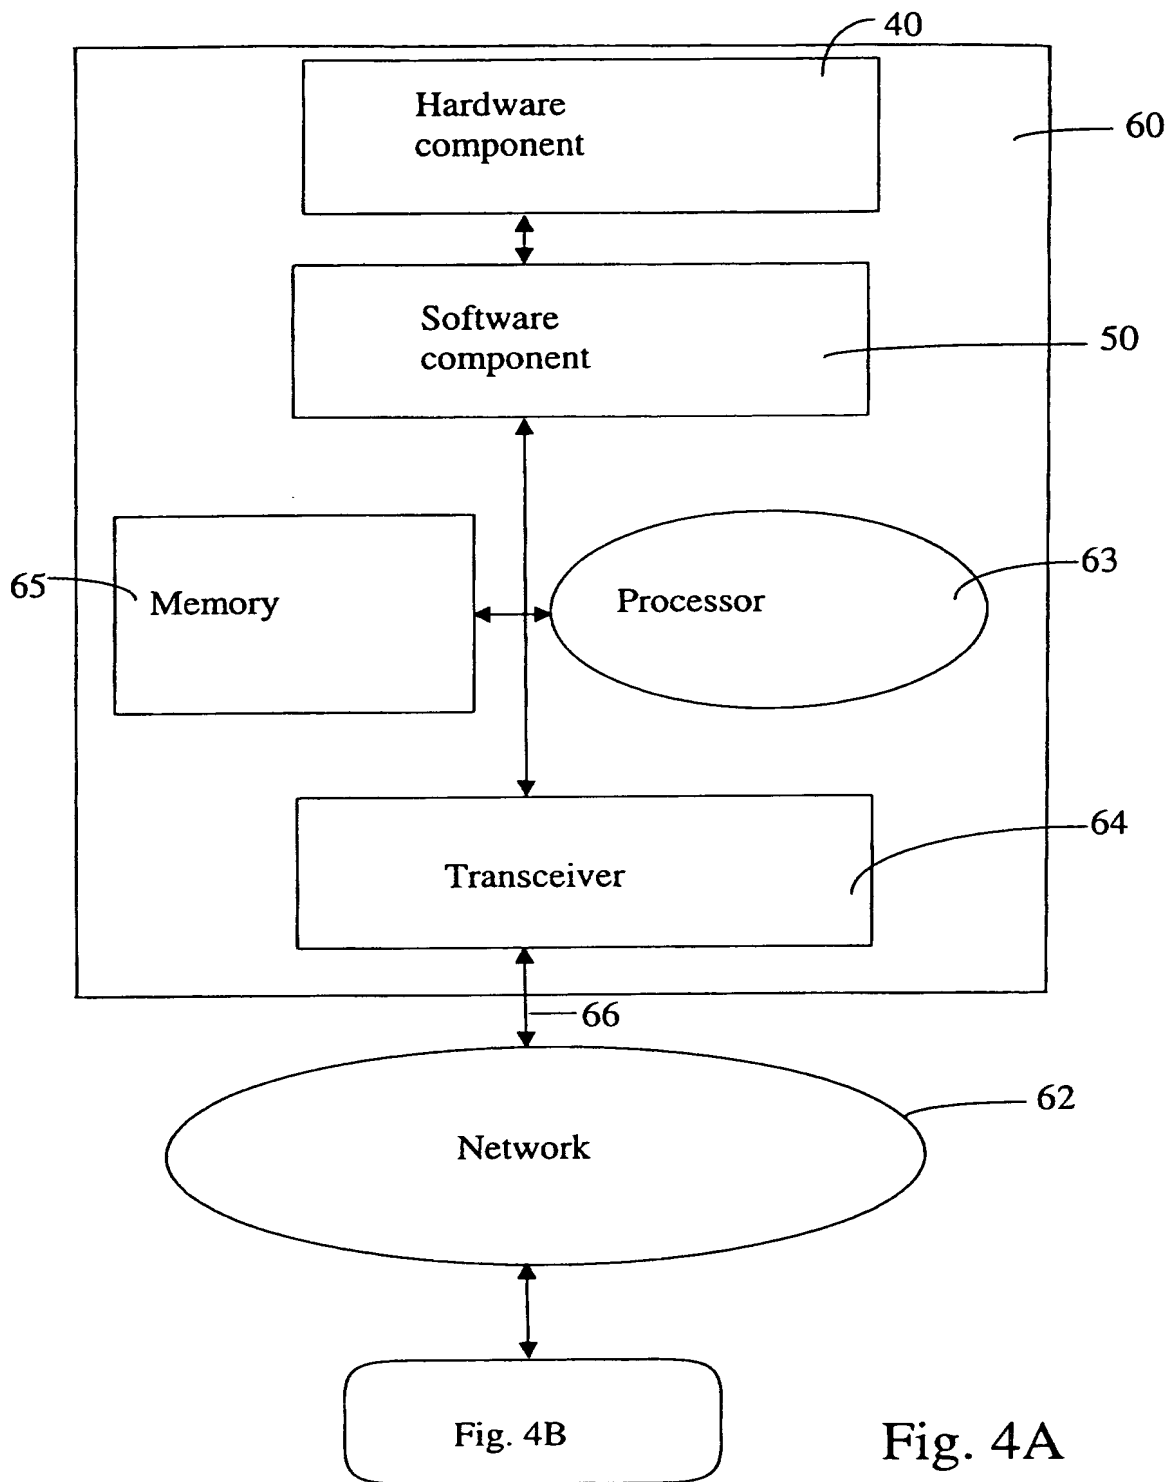 40
Hardware
component
60
Software
component
50
65
Memory
Processor
63
Transceiver
64
66
Network
62
Fig. 4B
Fig. 4A